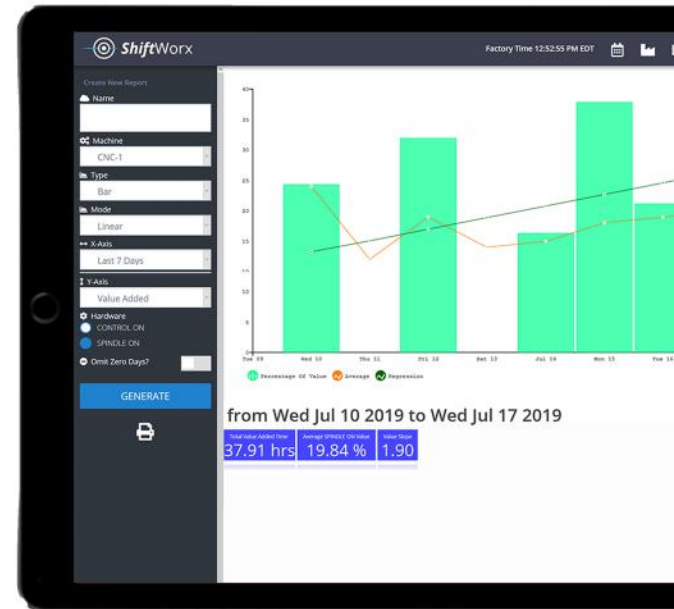 ShiftWorx
Factory Time 12:52:55 PM EDT
Create New Report
Name
Machine
CNC-1
Type
Bar
Mode
Linear
X-Axis
Last 7 Days
Y-Axis
Value Added
Hardware
CONTROL ON
SPINDLE ON
Omit Zero Days?
GENERATE
40
35
30
25
20
15
10
5
0
Tue 09 Wed 10 Thu 11 Fri 12 Sat 13 Jul 14 Mon 15 Tue 16
Percentage Of Value Average Regression
from Wed Jul 10 2019 to Wed Jul 17 2019
Total Value Added Time Average SPINDLE ON Value Value Slope
37.91 hrs 19.84 % 1.90